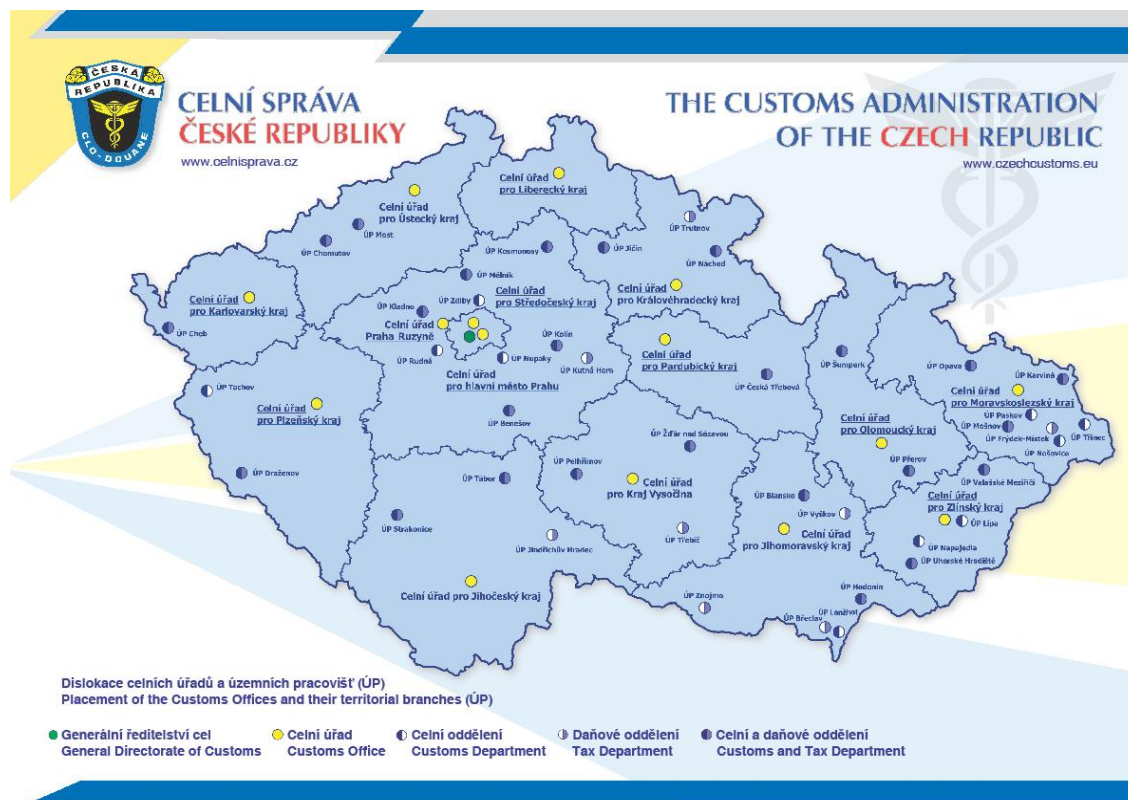 ČESKÁ
REPUBLIKA
CLO-DOUANE
CELNÍ SPRÁVA
ČESKÉ REPUBLIKY
www.celnisprava.cz
THE CUSTOMS ADMINISTRATION
OF THE CZECH REPUBLIC
www.czechcustoms.eu
Celní úřad
pro Liberecký kraj
Celní úřad
pro Ústecký kraj
ÚP Most
ÚP Chomutov
ÚP Trutnov
ÚP Jičín
ÚP Náchod
ÚP Kosmonosy
ÚP Mělník
Celní úřad
pro Karlovarský kraj
ÚP Cheb
ÚP Zdiby
Celní úřad
pro Středočeský kraj
Celní úřad
pro Královéhradecký kraj
ÚP Kladno
Celní úřad
Praha Ruzyně
ÚP Rudná
ÚP Nupaky
ÚP Kolín
ÚP Kutná Hora
Celní úřad
pro hlavní město Prahu
Celní úřad
pro Pardubický kraj
ÚP Česká Třebová
ÚP Šumperk
ÚP Opava
ÚP Karviná
Celní úřad
pro Moravskoslezský kraj
ÚP Paskov
ÚP Mošnov
ÚP Frýdek-Místek
ÚP Třinec
ÚP Nošovice
ÚP Tachov
Celní úřad
pro Plzeňský kraj
ÚP Benešov
Celní úřad
pro Olomoucký kraj
ÚP Přerov
ÚP Valašské Meziříčí
ÚP Draženov
ÚP Tábor
ÚP Pelhřimov
ÚP Žďár nad Sázavou
Celní úřad
pro Kraj Vysočina
ÚP Blansko
ÚP Vyškov
Celní úřad
pro Zlínský kraj
ÚP Lípa
ÚP Napajedla
ÚP Uherské Hradiště
ÚP Strakonice
ÚP Jindřichův Hradec
ÚP Třebíč
Celní úřad
pro Jihomoravský kraj
Celní úřad pro Jihočeský kraj
ÚP Znojmo
ÚP Hodonín
ÚP Lanžhot
ÚP Břeclav
Dislokace celních úřadů a územních pracovišť (ÚP)
Placement of the Customs Offices and their territorial branches (ÚP)
Generální ředitelství cel
General Directorate of Customs
Celní úřad
Customs Office
Celní oddělení
Customs Department
Daňové oddělení
Tax Department
Celní a daňové oddělení
Customs and Tax Department